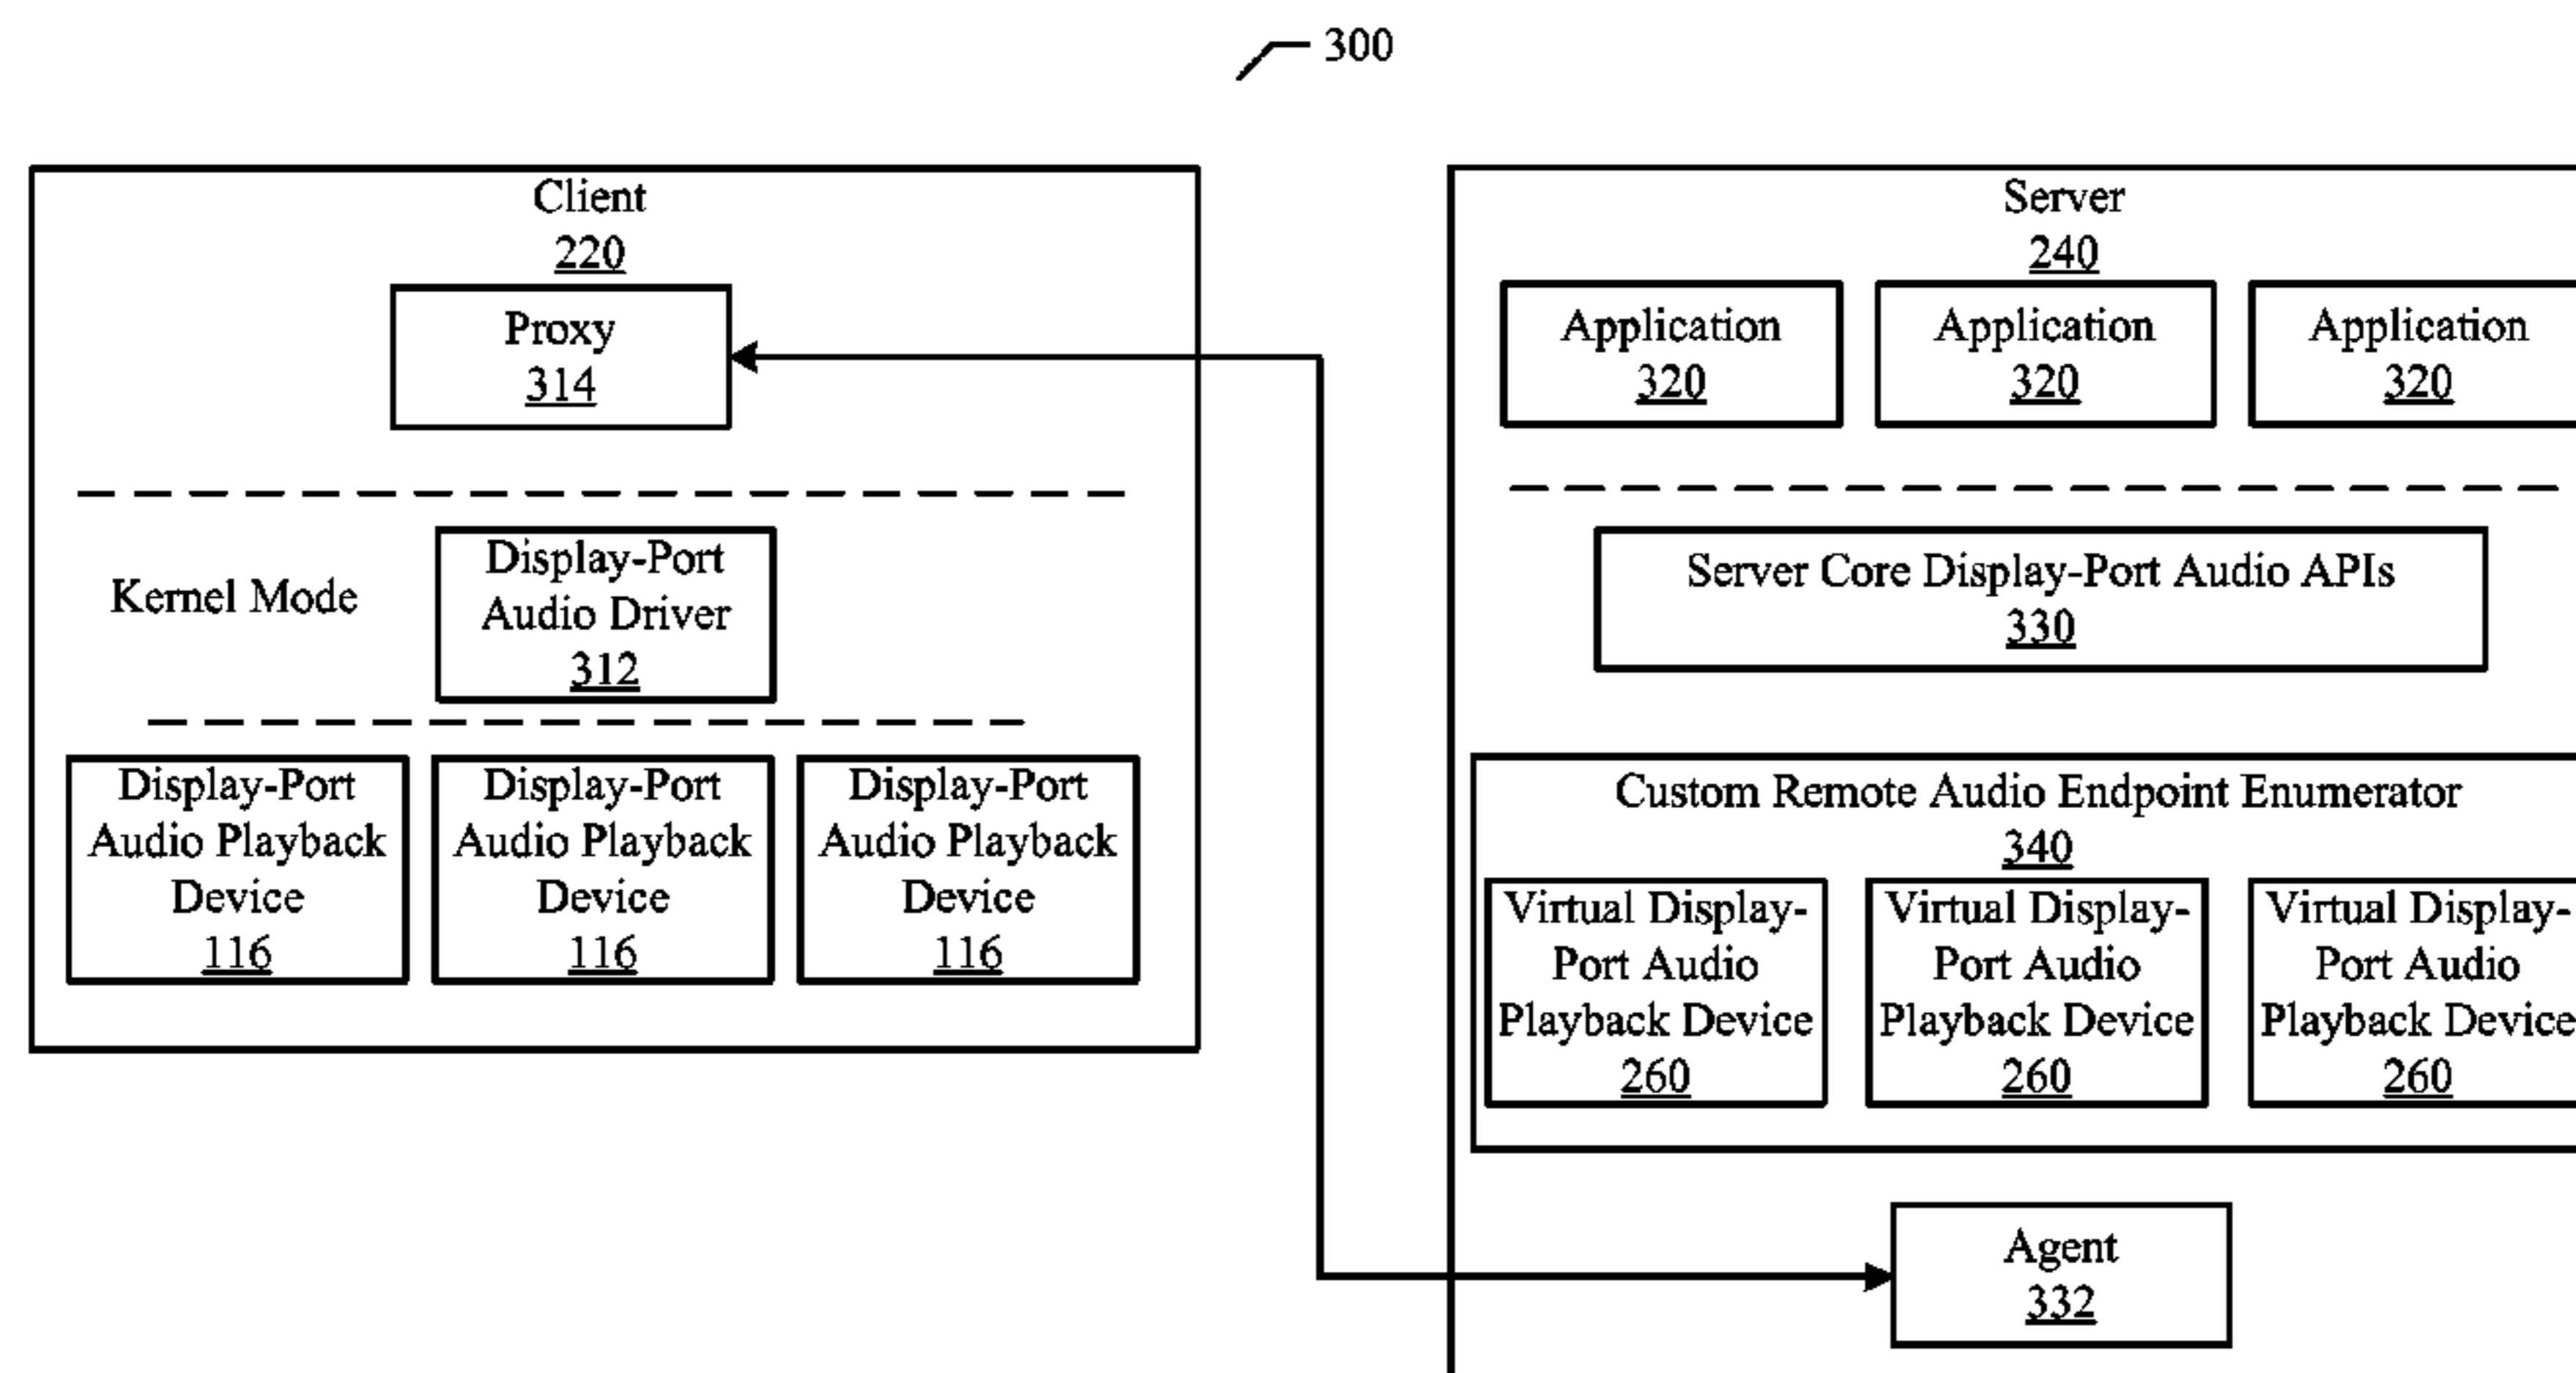 300
Client
220
Proxy
314
Kernel Mode
Display-Port
Audio Driver
312
Display-Port
Audio Playback
Device
116
Display-Port
Audio Playback
Device
116
Display-Port
Audio Playback
Device
116
Server
240
Application
320
Application
320
Application
320
Server Core Display-Port Audio APIs
330
Custom Remote Audio Endpoint Enumerator
340
Virtual Display-
Port Audio
Playback Device
260
Virtual Display-
Port Audio
Playback Device
260
Virtual Display-
Port Audio
Playback Device
260
Agent
332